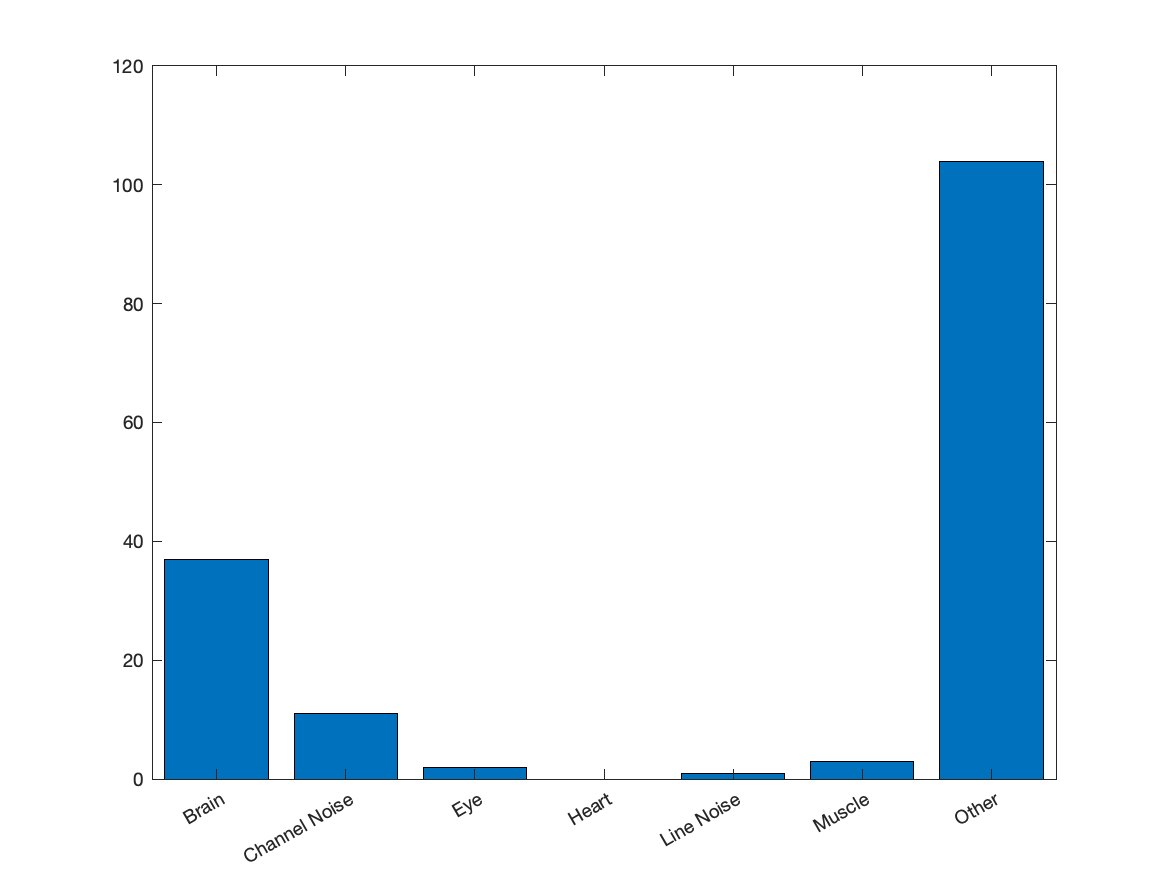 120
100
80
60
40
20
0
Brain
Channel Noise
Eye
Heart
Line Noise
Muscle
Other